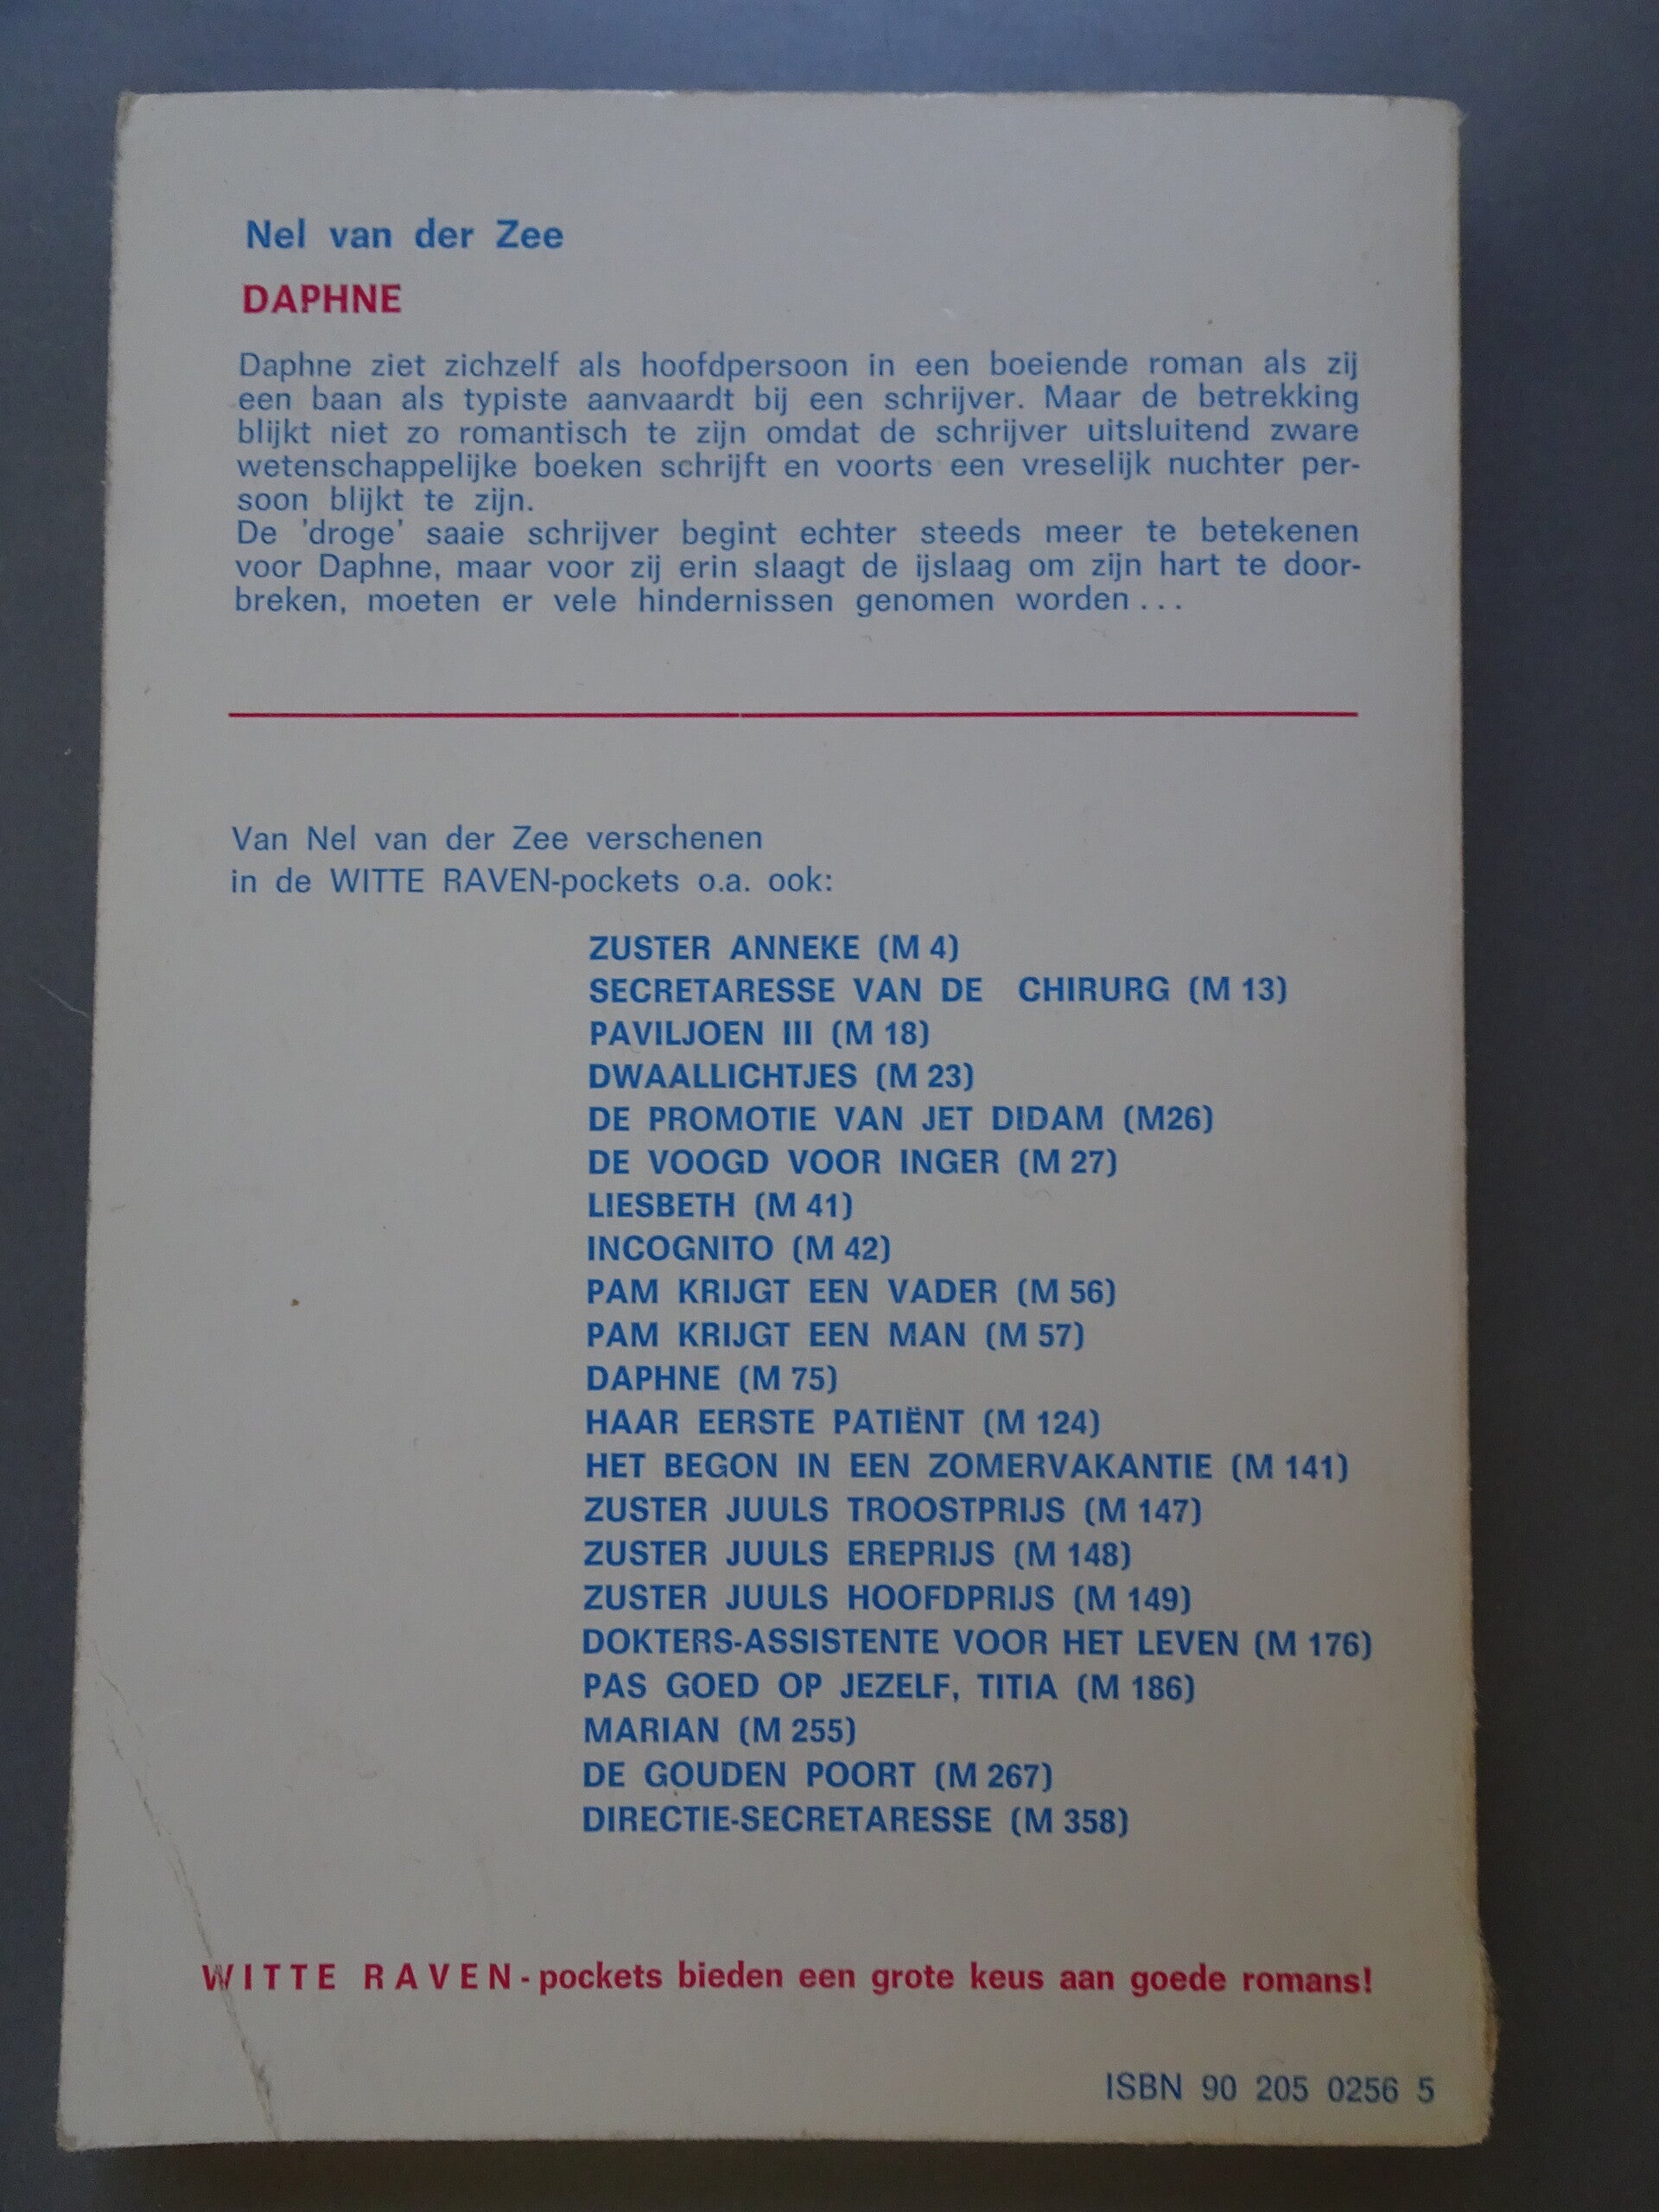 Nel van der Zee
DAPHNE
Daphne ziet zichzelf als hoofdpersoon in een boeiende roman als zij
een baan als typiste aanvaardt bij een schrijver. Maar de betrekking
blijkt niet zo romantisch te zijn omdat de schrijver uitsluitend zware
wetenschappelijke boeken schrijft en voorts een vreselijk nuchter per-
soon blijkt te zijn.
De 'droge' saaie schrijver begint echter steeds meer te betekenen
voor Daphne, maar voor zij erin slaagt de ijslaag om zijn hart te door-
breken, moeten er vele hindernissen genomen worden...
Van Nel van der Zee verschenen
in de WITTE RAVEN-pockets o.a. ook:
ZUSTER ANNEKE (M 4)
SECRETARESSE VAN DE CHIRURG (M 13)
PAVILJOEN III (M 18)
DWAALLICHTJES (M 23)
DE PROMOTIE VAN JET DIDAM (M26)
DE VOOGD VOOR INGER (M 27)
LIESBETH (M 41)
INCOGNITO (M 42)
PAM KRIJGT EEN VADER (M 56)
PAM KRIJGT EEN MAN (M 57)
DAPHNE (M 75)
HAAR EERSTE PATIËNT (M 124)
HET BEGON IN EEN ZOMERVAKANTIE (M 141)
ZUSTER JUULS TROOSTPRIJS (M 147)
ZUSTER JUULS EREPRIJS (M 148)
ZUSTER JUULS HOOFDPRIJS (M 149)
DOKTERS-ASSISTENTE VOOR HET LEVEN (M 176)
PAS GOED OP JEZELF, TITIA (M 186)
MARIAN (M 255)
DE GOUDEN POORT (M 267)
DIRECTIE-SECRETARESSE (M 358)
WITTE RAVEN-pockets bieden een grote keus aan goede romans!
ISBN 90 205 0256 5